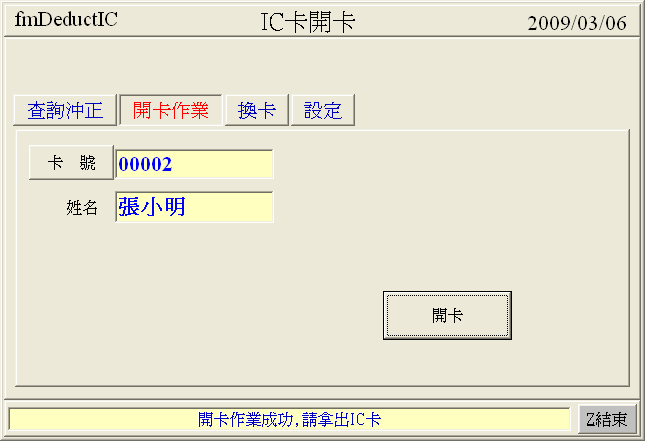 fmDeductIC IC卡開卡 2009/03/06
查詢沖正 開卡作業 換卡 設定
卡 號 00002
姓名 張小明
開卡
開卡作業成功,請拿出IC卡 Z結束